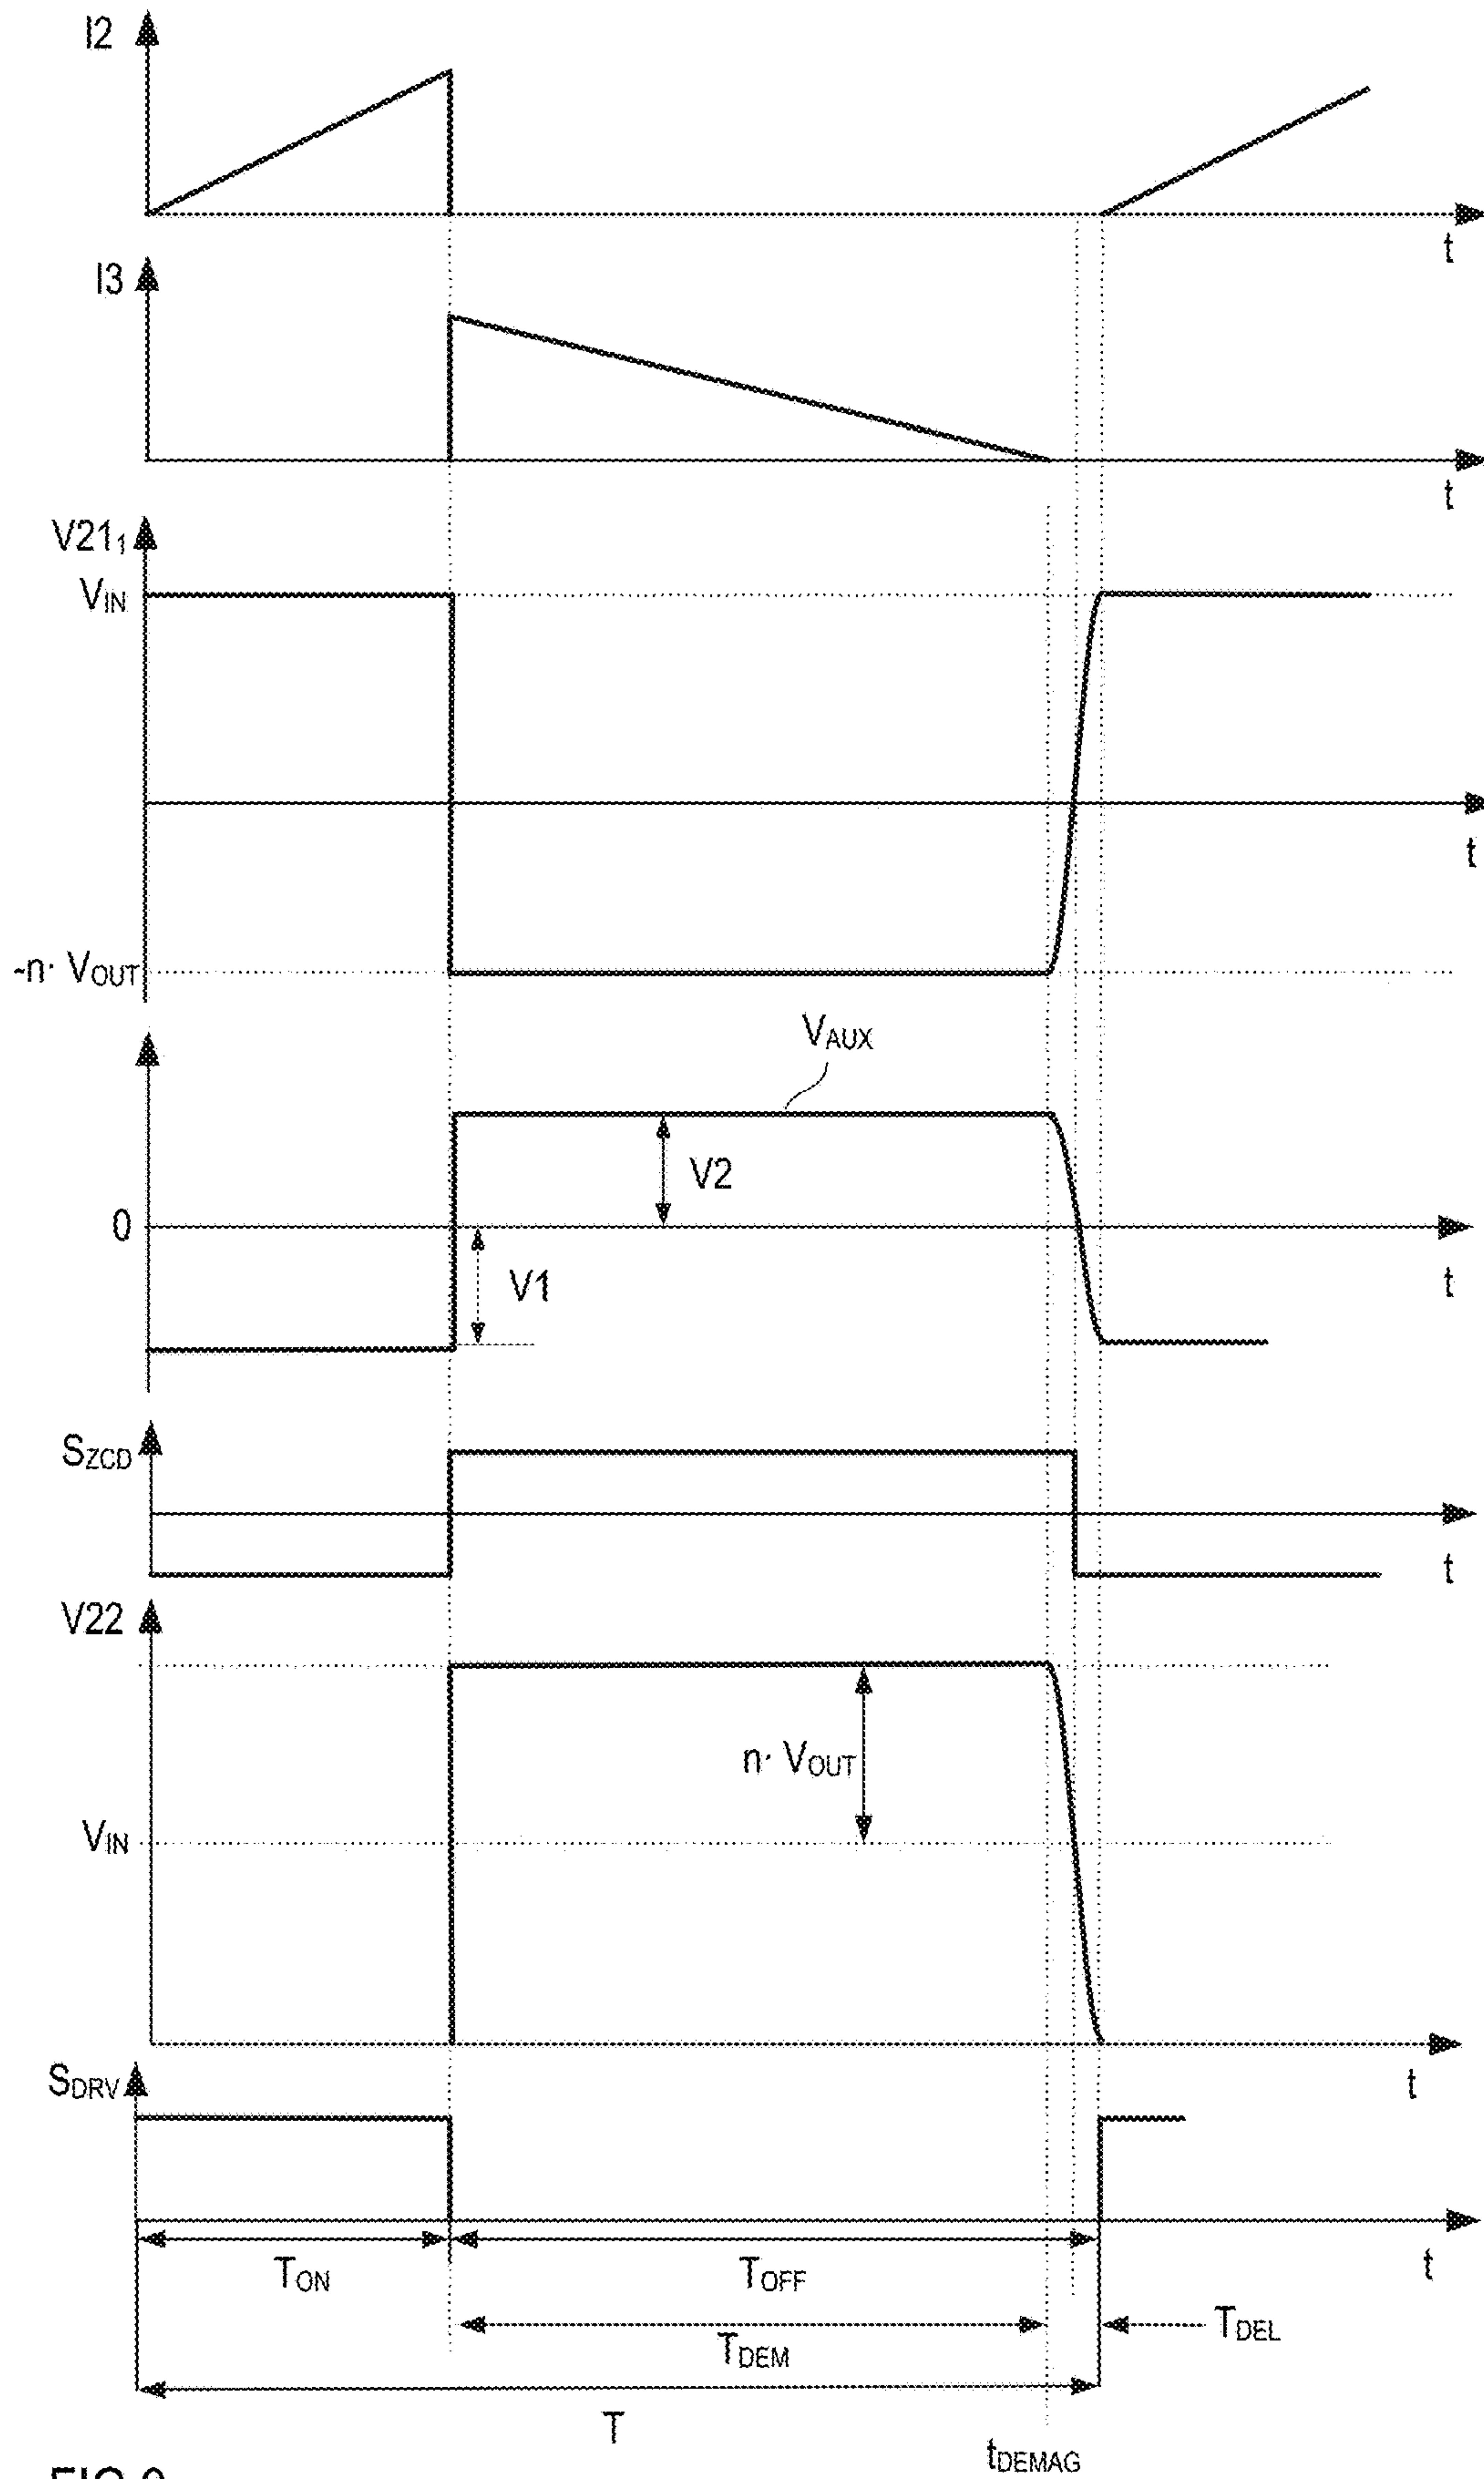 I2
t
I3
t
V21₁
V_IN
t
-n· V_OUT
V_AUX
V2
0
V1
t
S_ZCD
t
V22
n· V_OUT
V_IN
t
S_DRV
t
T_ON
T_OFF
T_DEL
T_DEM
T
t_DEMAG